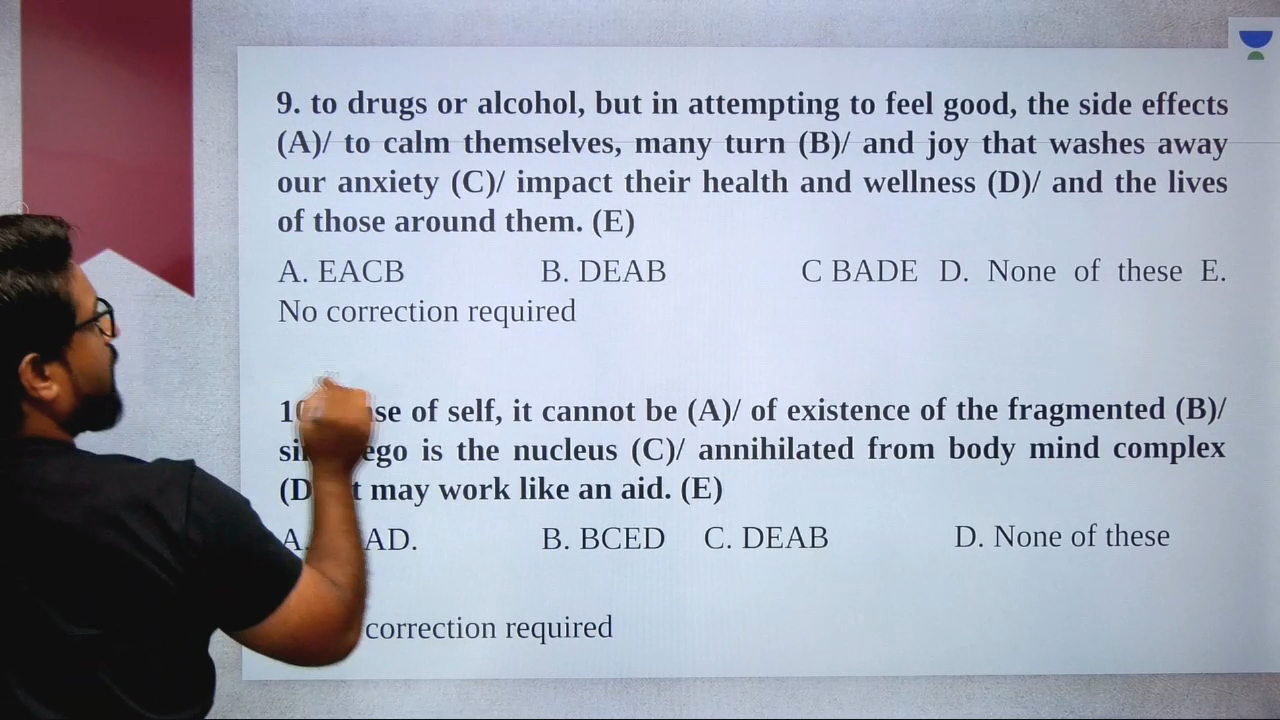 9. to drugs or alcohol, but in attempting to feel good, the side effects
(A)/ to calm themselves, many turn (B)/ and joy that washes away
our anxiety (C)/ impact their health and wellness (D)/ and the lives
of those around them. (E)
A. EACB B. DEAB C BADE D. None of these E.
No correction required
of self, it cannot be (A)/ of existence of the fragmented (B)/
ego is the nucleus (C)/ annihilated from body mind complex
(D may work like an aid. (E)
A. AD. B. BCED C. DEAB D. None of these
correction required